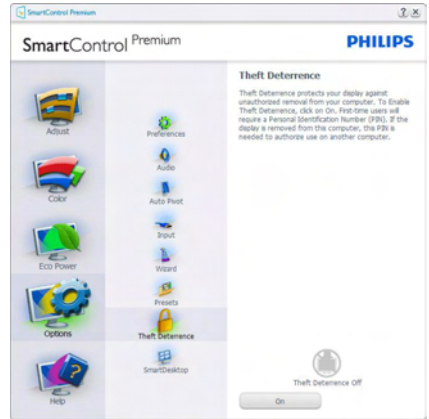 SmartControl Premium
SmartControl Premium
PHILIPS
Adjust
Color
Eco Power
Options
Help
Preferences
Audio
Auto Pivot
Input
Wizard
Presets
Theft Deterrence
SmartDesktop
Theft Deterrence
Theft Deterrence protects your display against
unauthorized removal from your computer. To Enable
Theft Deterrence, click on On. First-time users will
require a Personal Identification Number (PIN). If the
display is removed from this computer, this PIN is
needed to authorize use on another computer.
Theft Deterrence Off
On